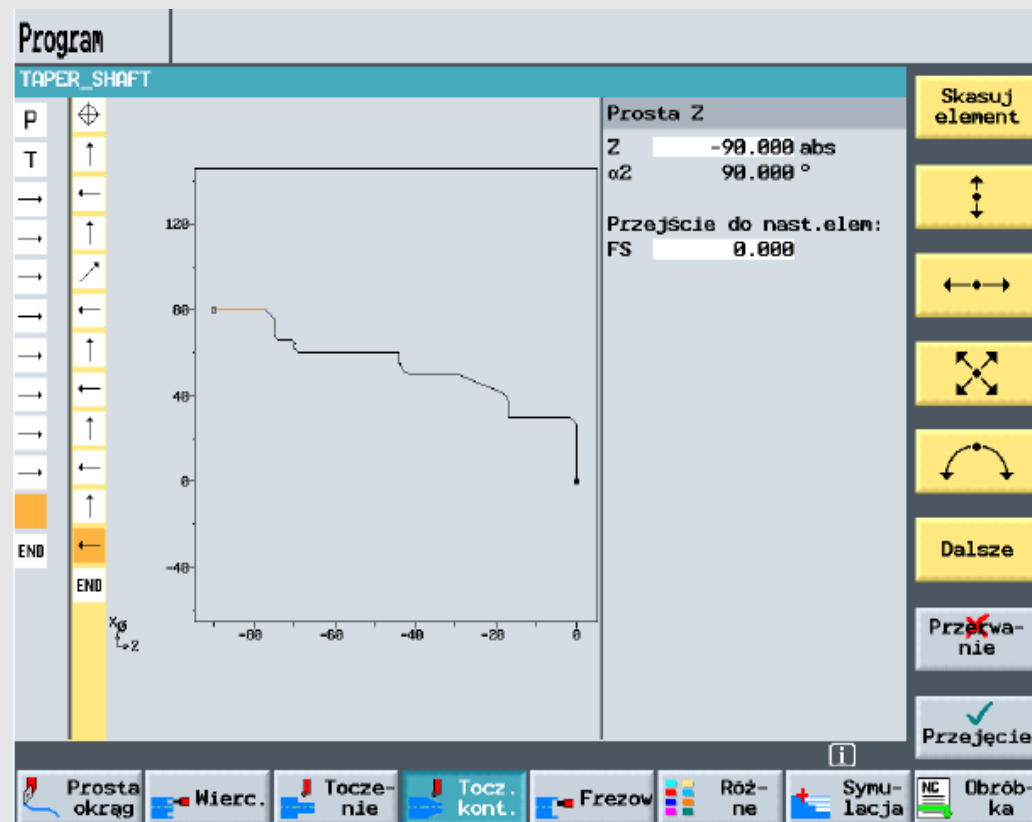 Program
TAPER_SHAFT
P
T
END
END
120
80
40
0
-40
-80
-60
-40
-20
0
XØ
Z
Prosta Z
Z -90.000 abs
α2 90.000 °
Przejście do nast.elem:
FS 0.000
Skasuj
element
Dalsze
Przerwa-
nie
Przejęcie
i
Prosta
okrąg
Wierc.
Tocze-
nie
Tocz.
kont.
Frezow
Róż-
ne
Symu-
lacja
NC
Obrób-
ka